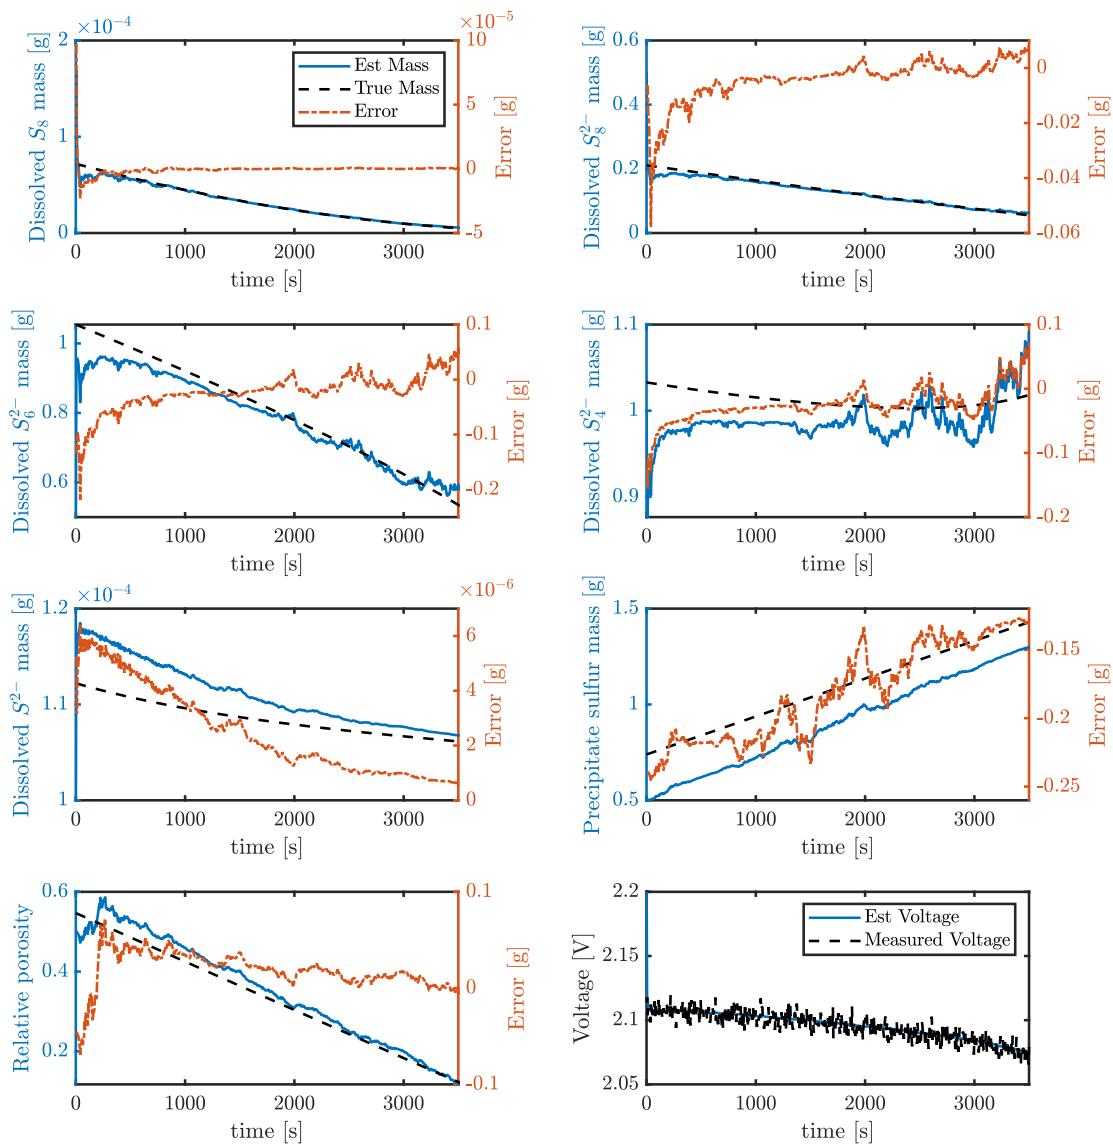 ×10⁻⁴
×10⁻⁵
Dissolved S₈ mass [g]
2
1
0
Est Mass
True Mass
Error
10
5
0
-5
Error [g]
0 1000 2000 3000
time [s]
Dissolved S₈²⁻ mass [g]
0.6
0.4
0.2
0
0
-0.02
-0.04
-0.06
Error [g]
0 1000 2000 3000
time [s]
Dissolved S₆²⁻ mass [g]
1
0.8
0.6
0.1
0
-0.1
-0.2
Error [g]
0 1000 2000 3000
time [s]
Dissolved S₄²⁻ mass [g]
1.1
1
0.9
0.1
0
-0.1
-0.2
Error [g]
0 1000 2000 3000
time [s]
×10⁻⁴
×10⁻⁶
Dissolved S²⁻ mass [g]
1.2
1.1
1
6
4
2
0
Error [g]
0 1000 2000 3000
time [s]
Precipitate sulfur mass [g]
1.5
1
0.5
-0.15
-0.2
-0.25
Error [g]
0 1000 2000 3000
time [s]
Relative porosity
0.6
0.4
0.2
0.1
0
-0.1
Error [g]
0 1000 2000 3000
time [s]
Voltage [V]
2.2
2.15
2.1
2.05
Est Voltage
Measured Voltage
0 1000 2000 3000
time [s]